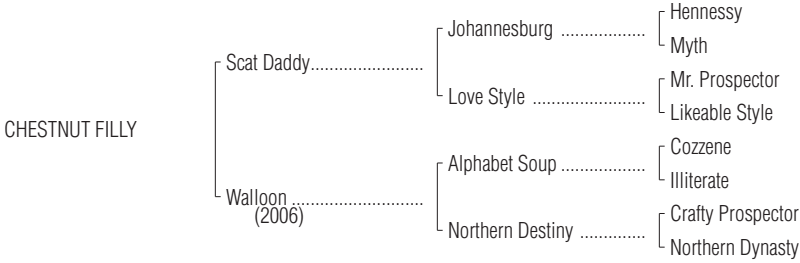 Hennessy
Johannesburg ...................
Myth
Scat Daddy.........................
Mr. Prospector
Love Style .........................
Likeable Style
CHESTNUT FILLY
Cozzene
Alphabet Soup ...................
Illiterate
Walloon .............................
(2006)
Crafty Prospector
Northern Destiny ..............
Northern Dynasty